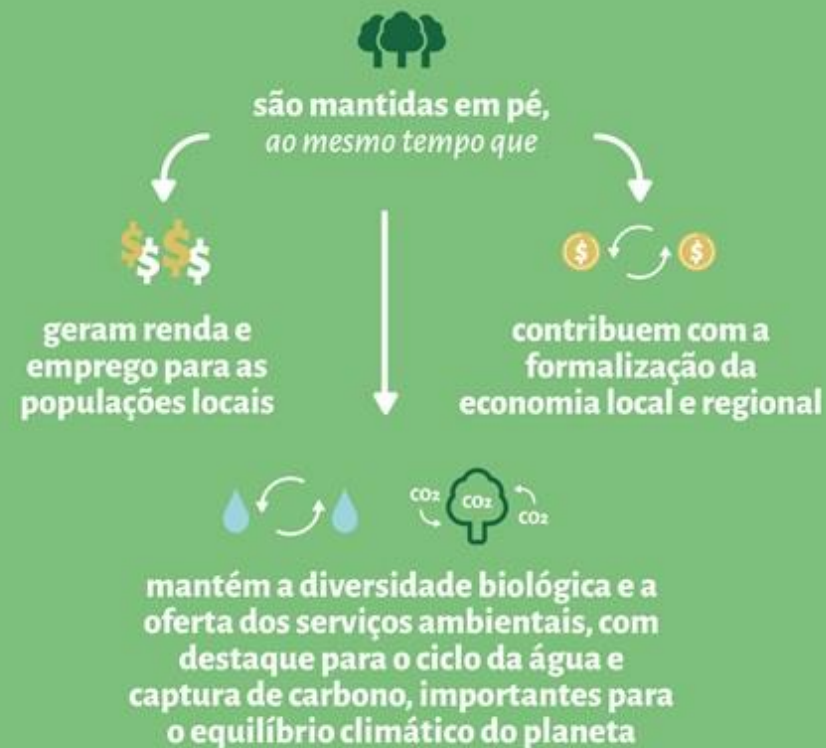 são mantidas em pé,
ao mesmo tempo que
$ $ $ $
$ $
geram renda e
emprego para as
populações locais
contribuem com a
formalização da
economia local e regional
CO2 CO2 CO2
mantém a diversidade biológica e a
oferta dos serviços ambientais, com
destaque para o ciclo da água e
captura de carbono, importantes para
o equilíbrio climático do planeta